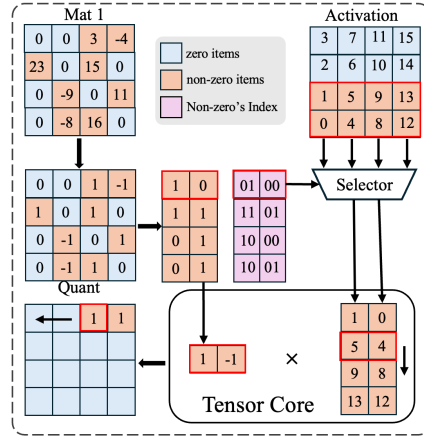 Mat 1
0 0 3 -4
23 0 15 0
0 -9 0 11
0 -8 16 0
zero items
non-zero items
Non-zero's Index
Activation
3 7 11 15
2 6 10 14
1 5 9 13
0 4 8 12
Selector
0 0 1 -1
1 0 1 0
0 -1 0 1
0 -1 1 0
Quant
1 0
1 1
0 1
0 1
01 00
11 01
10 00
10 01
1 1
1 -1
×
1 0
5 4
9 8
13 12
Tensor Core